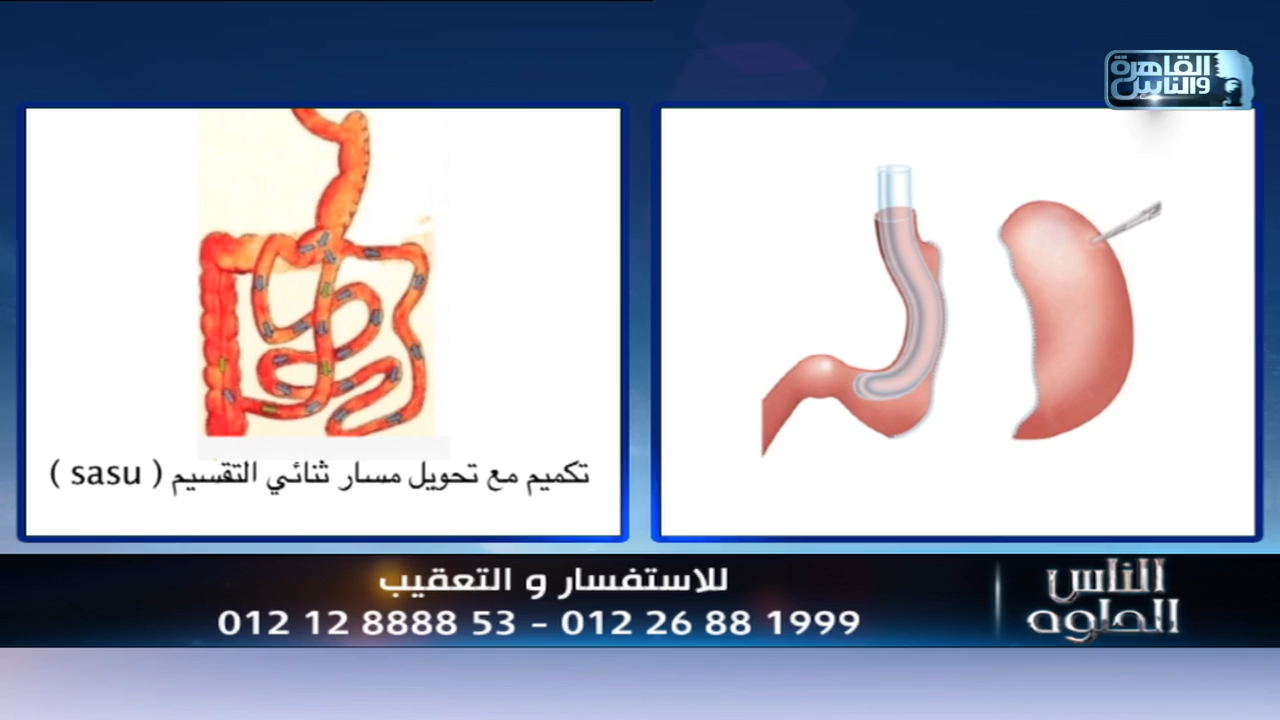 القاهرة
والناس
تكميم مع تحويل مسار ثنائي التقسيم ( sasu )
للاستفسار و التعقيب
012 12 8888 53 - 012 26 88 1999
الناس
الحلوه